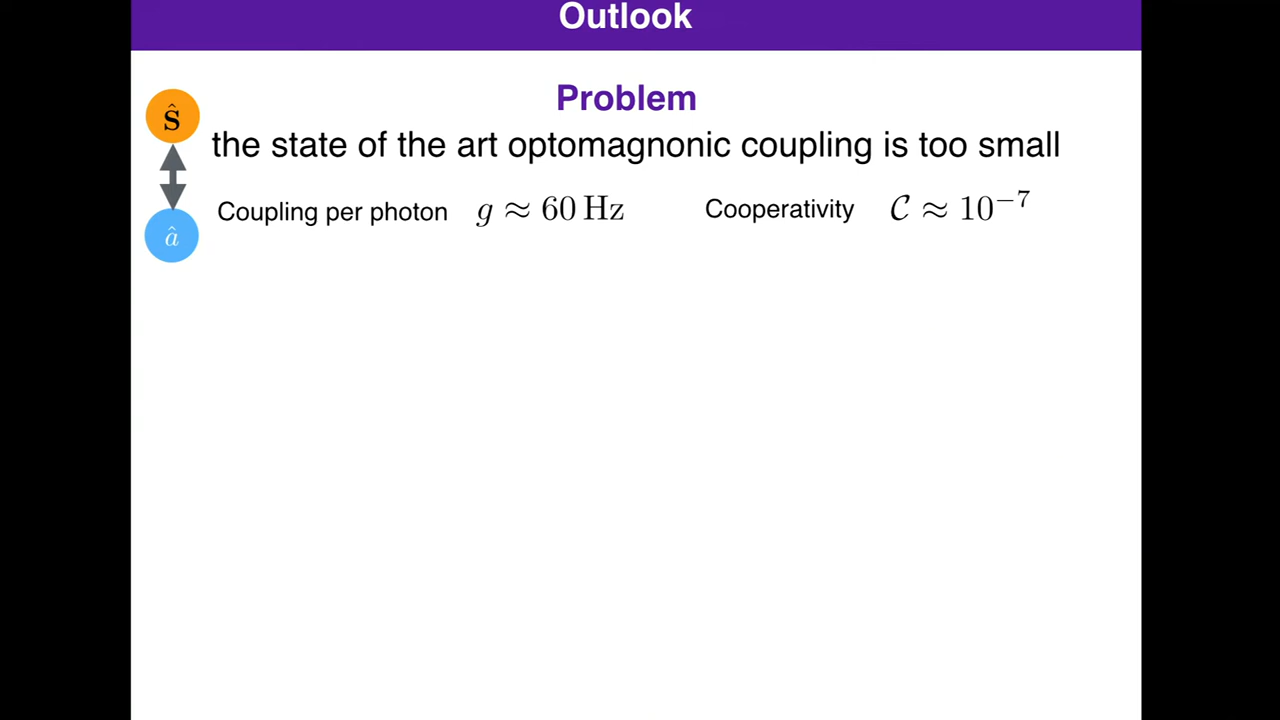 Outlook
Problem
ŝ
the state of the art optomagnonic coupling is too small
Coupling per photon g ≈ 60 Hz Cooperativity 𝒞 ≈ 10⁻⁷
â